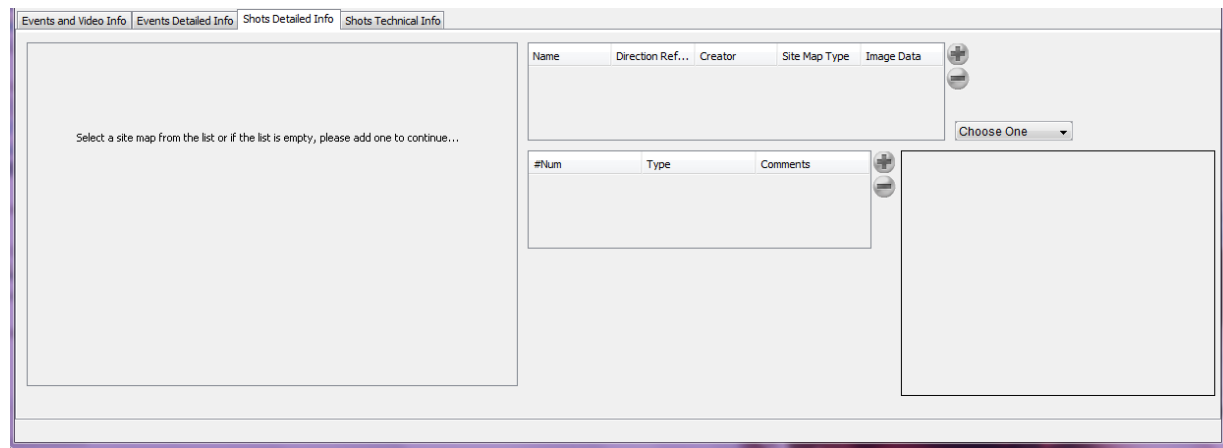 Events and Video Info Events Detailed Info Shots Detailed Info Shots Technical Info
Select a site map from the list or if the list is empty, please add one to continue...
Name Direction Ref... Creator Site Map Type Image Data
Choose One
#Num Type Comments